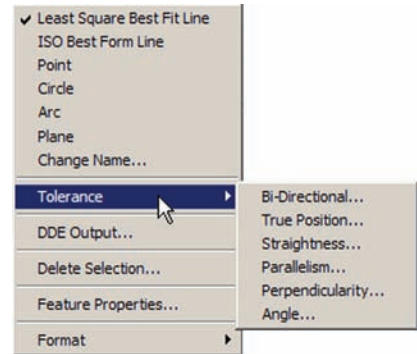 Least Square Best Fit Line
ISO Best Form Line
Point
Circle
Arc
Plane
Change Name...
Tolerance
DDE Output...
Delete Selection...
Feature Properties...
Format
Bi-Directional...
True Position...
Straightness...
Parallelism...
Perpendicularity...
Angle...